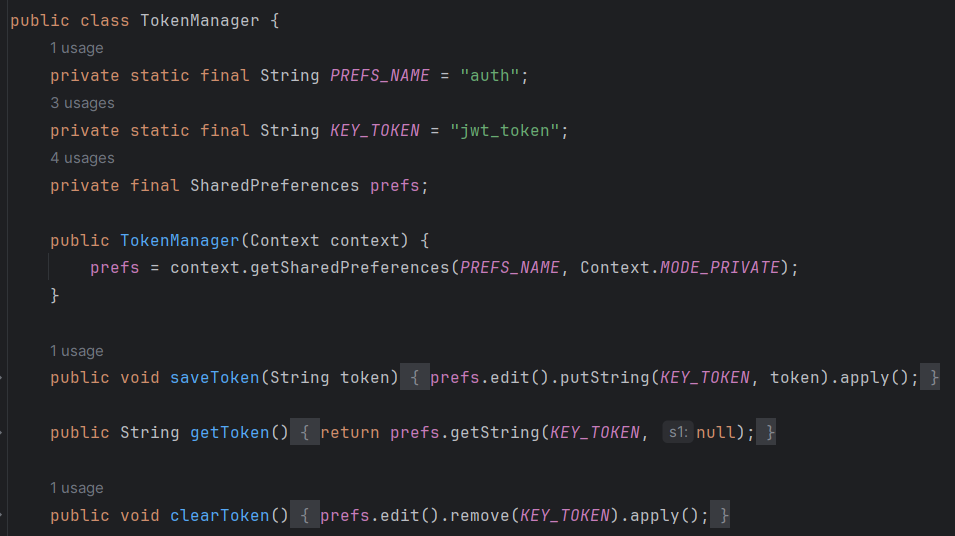 public class TokenManager {
1 usage
private static final String PREFS_NAME = "auth";
3 usages
private static final String KEY_TOKEN = "jwt_token";
4 usages
private final SharedPreferences prefs;
public TokenManager(Context context) {
prefs = context.getSharedPreferences(PREFS_NAME, Context.MODE_PRIVATE);
}
1 usage
public void saveToken(String token) { prefs.edit().putString(KEY_TOKEN, token).apply(); }
public String getToken() { return prefs.getString(KEY_TOKEN, s1: null); }
1 usage
public void clearToken() { prefs.edit().remove(KEY_TOKEN).apply(); }